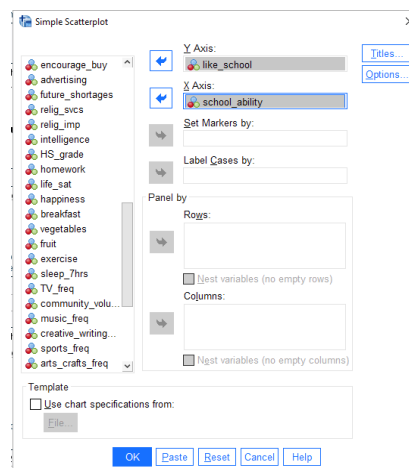 Simple Scatterplot
encourage_buy
advertising
future_shortages
relig_svcs
relig_imp
intelligence
HS_grade
homework
life_sat
happiness
breakfast
vegetables
fruit
exercise
sleep_7hrs
TV_freq
community_volu...
music_freq
creative_writing...
sports_freq
arts_crafts_freq
Y Axis:
like_school
X Axis:
school_ability
Set Markers by:
Label Cases by:
Panel by
Rows:
Nest variables (no empty rows)
Columns:
Nest variables (no empty columns)
Titles...
Options...
Template
Use chart specifications from:
File...
OK Paste Reset Cancel Help